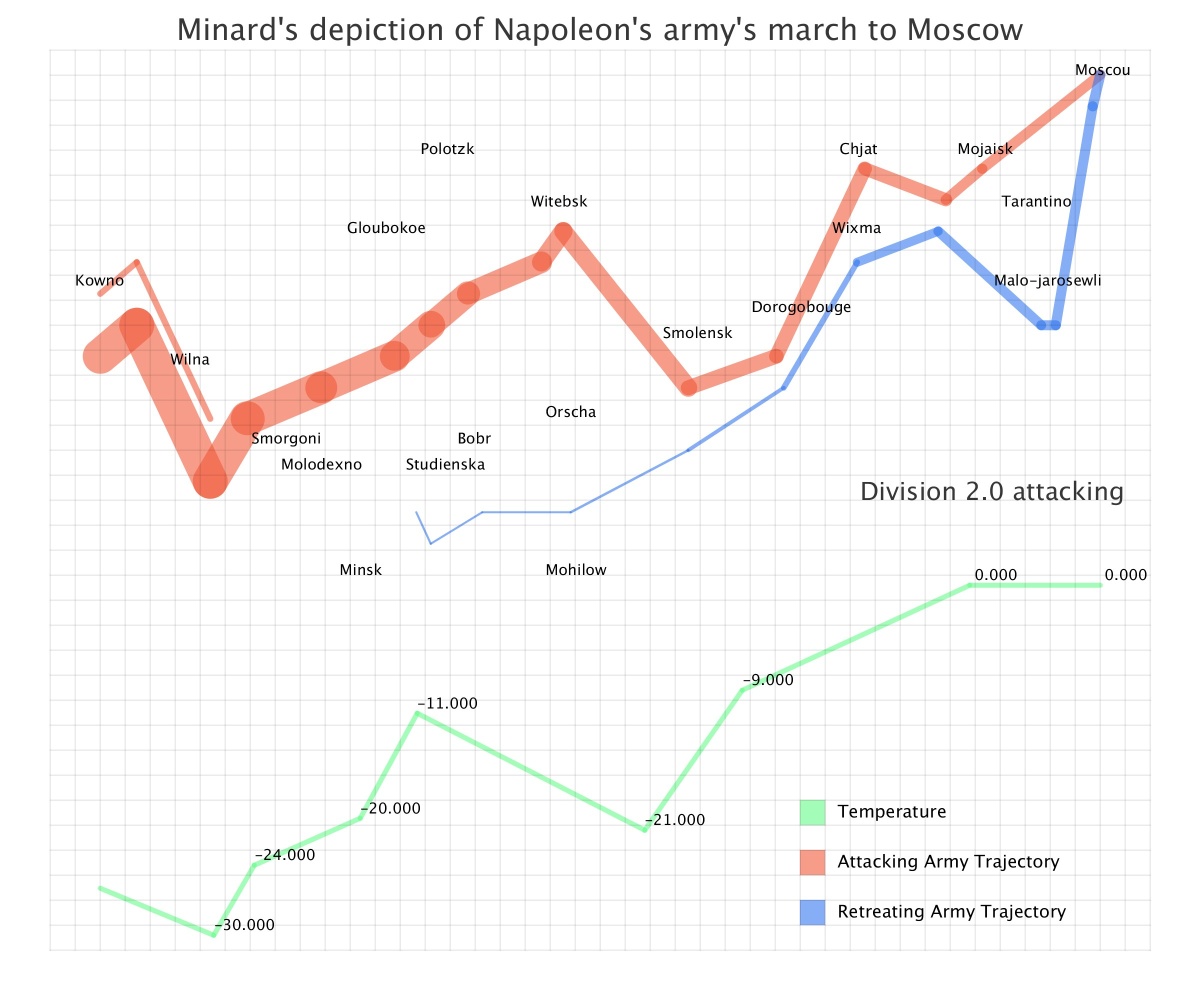 Minard's depiction of Napoleon's army's march to Moscow
Moscou
Polotzk
Chjat
Mojaisk
Witebsk
Tarantino
Gloubokoe
Wixma
Kowno
Malo-jarosewli
Dorogobouge
Smolensk
Wilna
Orscha
Smorgoni
Bobr
Molodexno
Studienska
Division 2.0 attacking
Minsk
Mohilow
0.000
0.000
-9.000
-11.000
-20.000
-21.000
-24.000
-30.000
Temperature
Attacking Army Trajectory
Retreating Army Trajectory